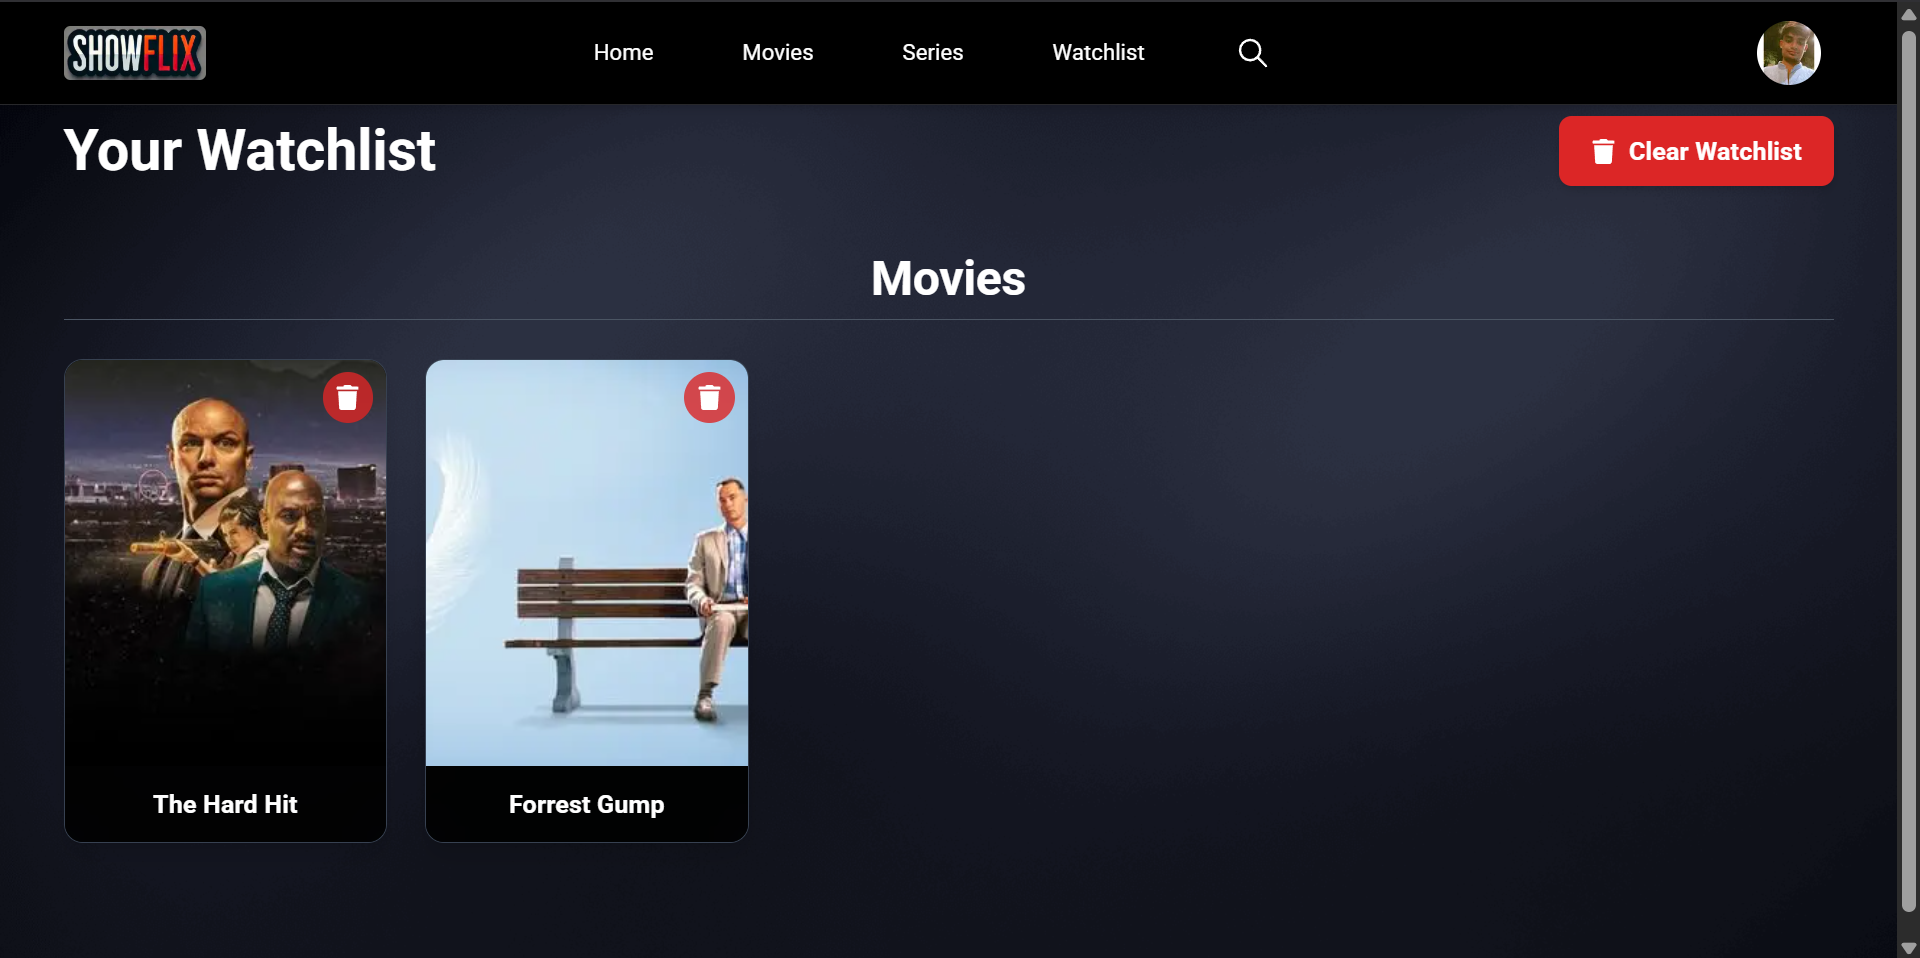 SHOWFLIX
Home
Movies
Series
Watchlist
Your Watchlist
Clear Watchlist
Movies
The Hard Hit
Forrest Gump